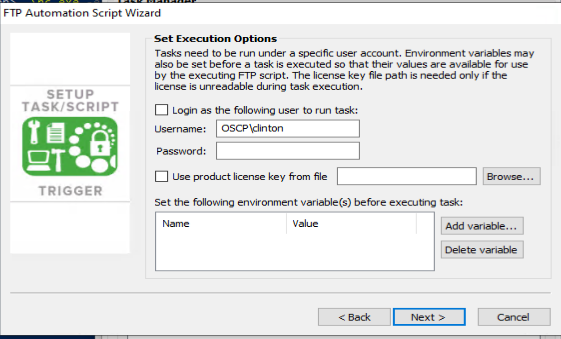 Task Manager
FTP Automation Script Wizard
SETUP
TASK/SCRIPT
TRIGGER
Set Execution Options
Tasks need to be run under a specific user account. Environment variables may
also be set before a task is executed so that their values are available for use
by the executing FTP script. The license key file path is needed only if the
license is unreadable during task execution.
Login as the following user to run task:
Username: OSCP\clinton
Password:
Use product license key from file Browse...
Set the following environment variable(s) before executing task:
Name Value
Add variable...
Delete variable
< Back Next > Cancel